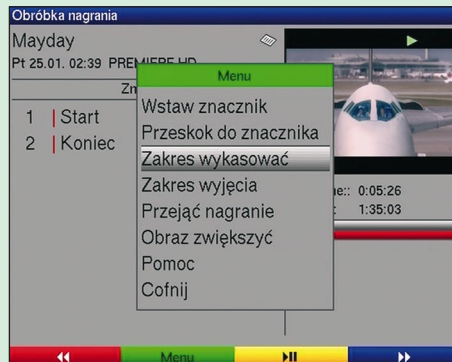 Obróbka nagrania
Mayday
Pt 25.01. 02:39 PREMIERE HD
Menu
1 Start
2 Koniec
Wstaw znacznik
Przeskok do znacznika
Zakres wykasować
Zakres wyjęcia
Przejąć nagranie
Obraz zwiększyć
Pomoc
Cofnij
0:05:26
1:35:03
Menu